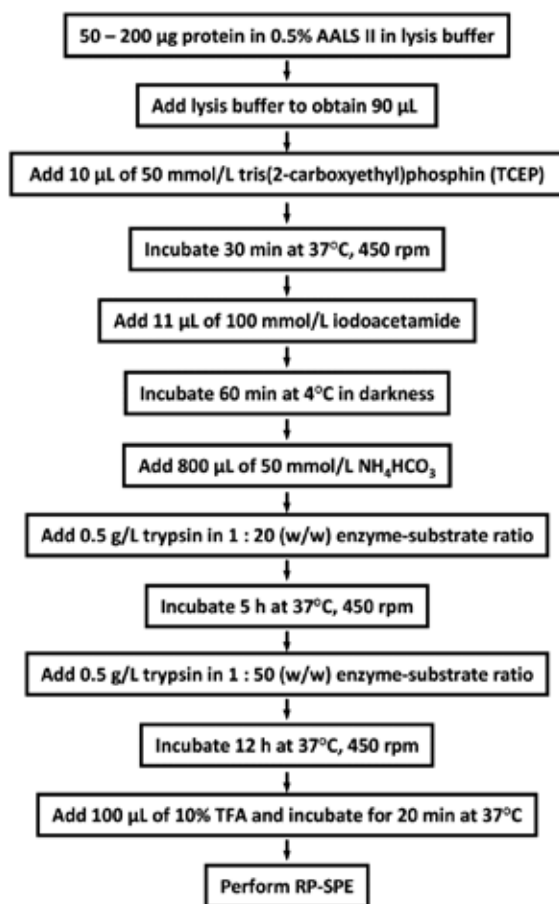 50 – 200 µg protein in 0.5% AALS II in lysis buffer
Add lysis buffer to obtain 90 µL
Add 10 µL of 50 mmol/L tris(2-carboxyethyl)phosphin (TCEP)
Incubate 30 min at 37°C, 450 rpm
Add 11 µL of 100 mmol/L iodoacetamide
Incubate 60 min at 4°C in darkness
Add 800 µL of 50 mmol/L NH₄HCO₃
Add 0.5 g/L trypsin in 1 : 20 (w/w) enzyme-substrate ratio
Incubate 5 h at 37°C, 450 rpm
Add 0.5 g/L trypsin in 1 : 50 (w/w) enzyme-substrate ratio
Incubate 12 h at 37°C, 450 rpm
Add 100 µL of 10% TFA and incubate for 20 min at 37°C
Perform RP-SPE